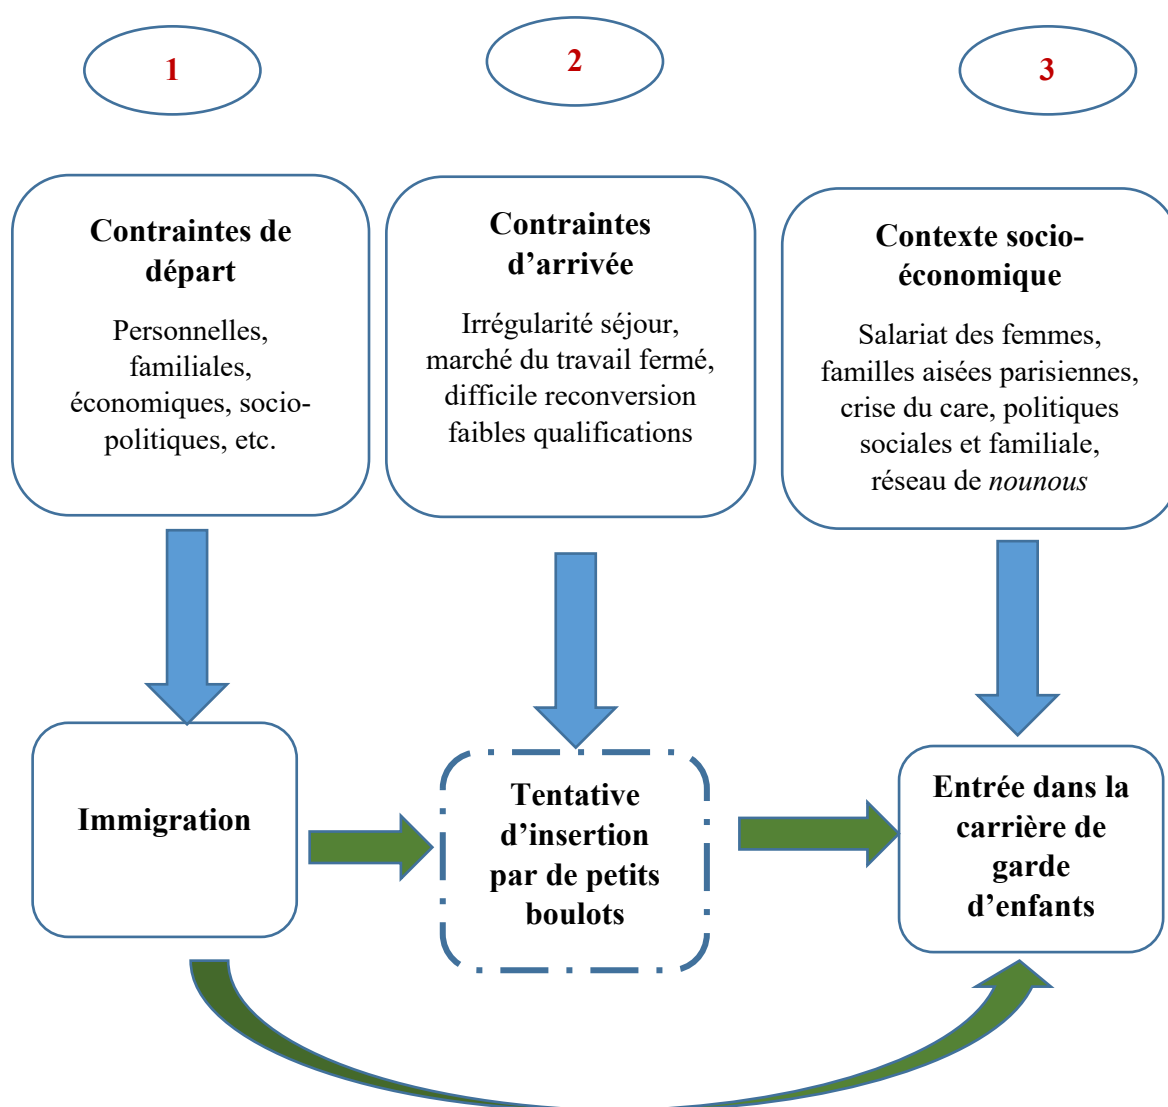 1
2
3
Contraintes de
départ
Personnelles,
familiales,
économiques, socio-
politiques, etc.
Contraintes
d’arrivée
Irrégularité séjour,
marché du travail fermé,
difficile reconversion
faibles qualifications
Contexte socio-
économique
Salariat des femmes,
familles aisées parisiennes,
crise du care, politiques
sociales et familiale,
réseau de nounous
Immigration
Tentative
d’insertion
par de petits
boulots
Entrée dans la
carrière de
garde
d’enfants